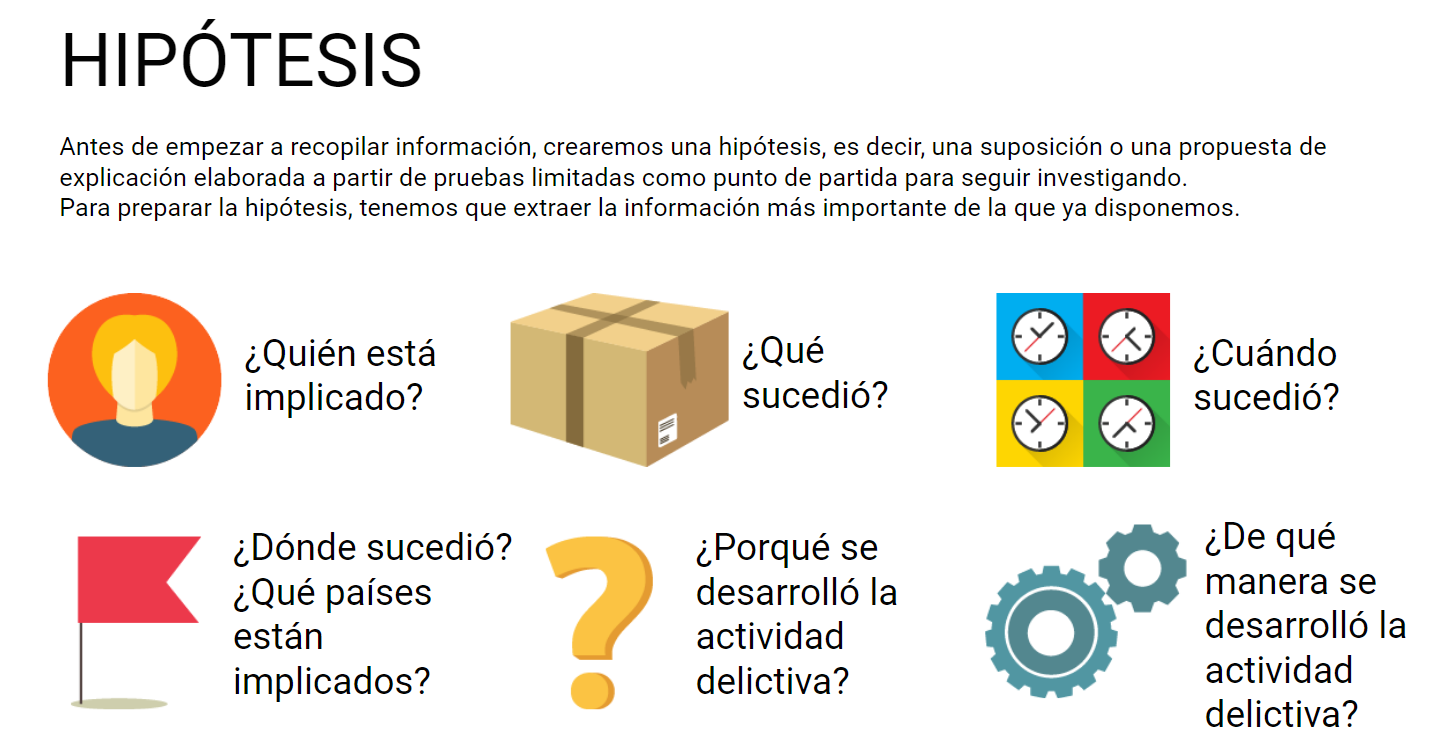 HIPÓTESIS
Antes de empezar a recopilar información, crearemos una hipótesis, es decir, una suposición o una propuesta de
explicación elaborada a partir de pruebas limitadas como punto de partida para seguir investigando.
Para preparar la hipótesis, tenemos que extraer la información más importante de la que ya disponemos.
¿Quién está
implicado?
¿Qué
sucedió?
¿Cuándo
sucedió?
¿Dónde sucedió?
¿Qué países
están
implicados?
¿Porqué se
desarrolló la
actividad
delictiva?
¿De qué
manera se
desarrolló la
actividad
delictiva?